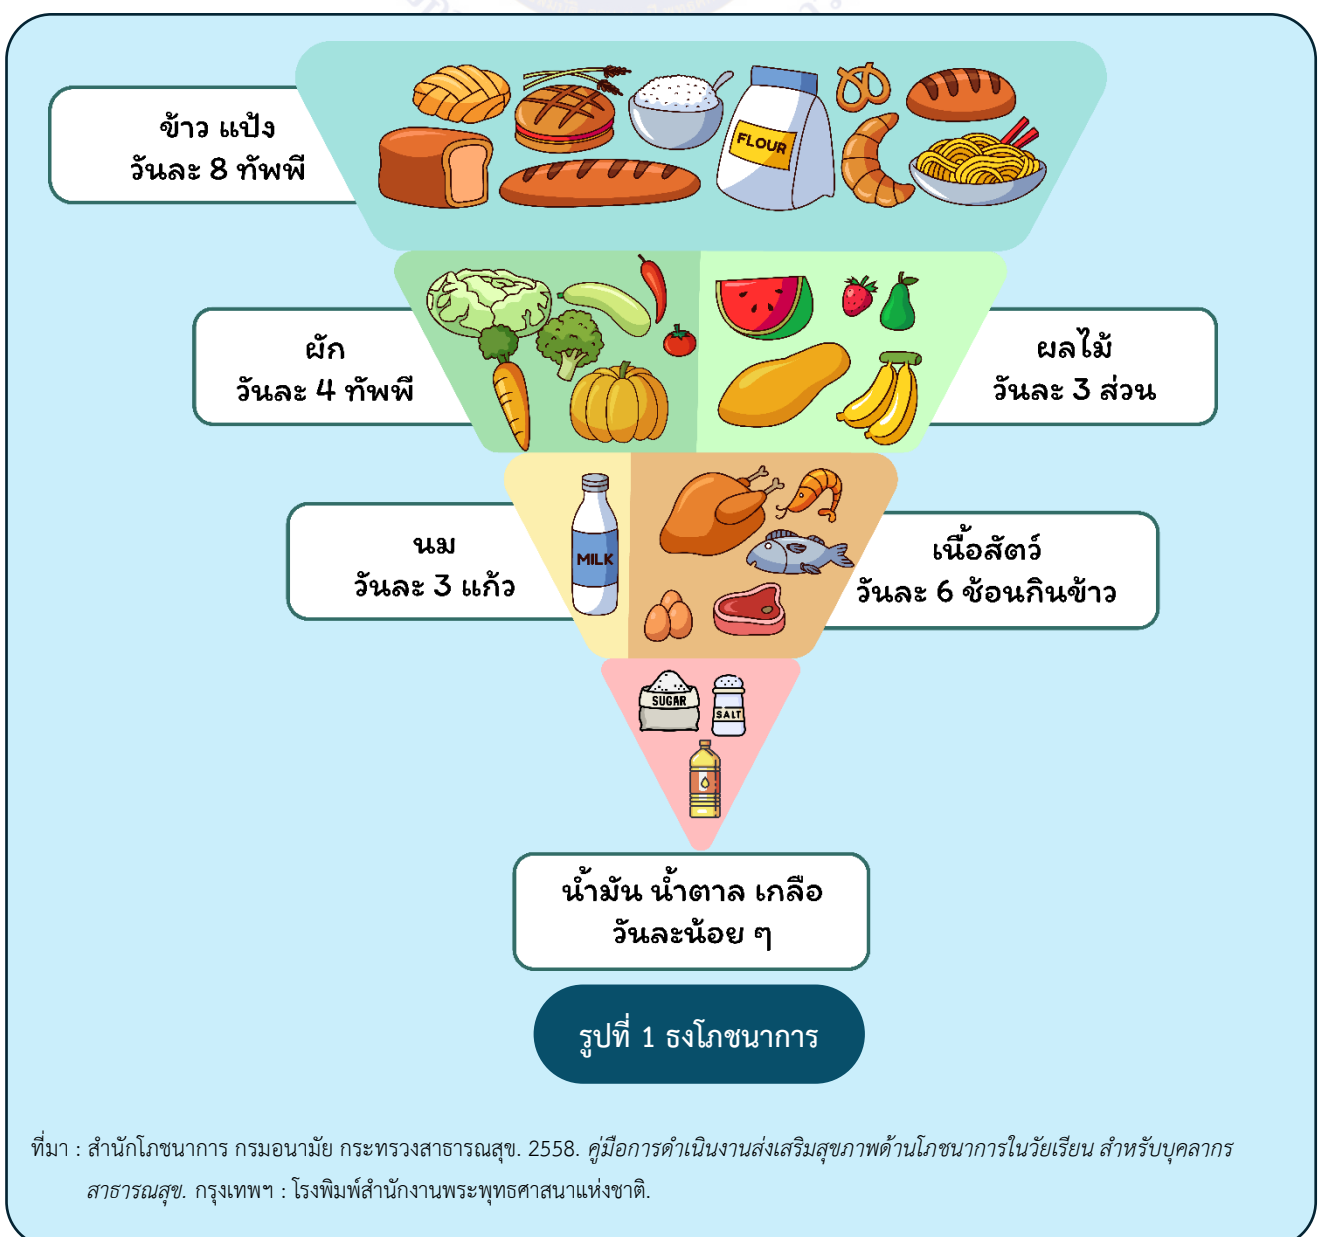 ข้าว แป้ง
วันละ 8 ทัพพี
FLOUR
ผัก
วันละ 4 ทัพพี
ผลไม้
วันละ 3 ส่วน
นม
วันละ 3 แก้ว
MILK
เนื้อสัตว์
วันละ 6 ช้อนกินข้าว
SUGAR
SALT
น้ำมัน น้ำตาล เกลือ
วันละน้อย ๆ
รูปที่ 1 ธงโภชนาการ
ที่มา : สำนักโภชนาการ กรมอนามัย กระทรวงสาธารณสุข. 2558. คู่มือการดำเนินงานส่งเสริมสุขภาพด้านโภชนาการในวัยเรียน สำหรับบุคลากร
สาธารณสุข. กรุงเทพฯ : โรงพิมพ์สำนักงานพระพุทธศาสนาแห่งชาติ.